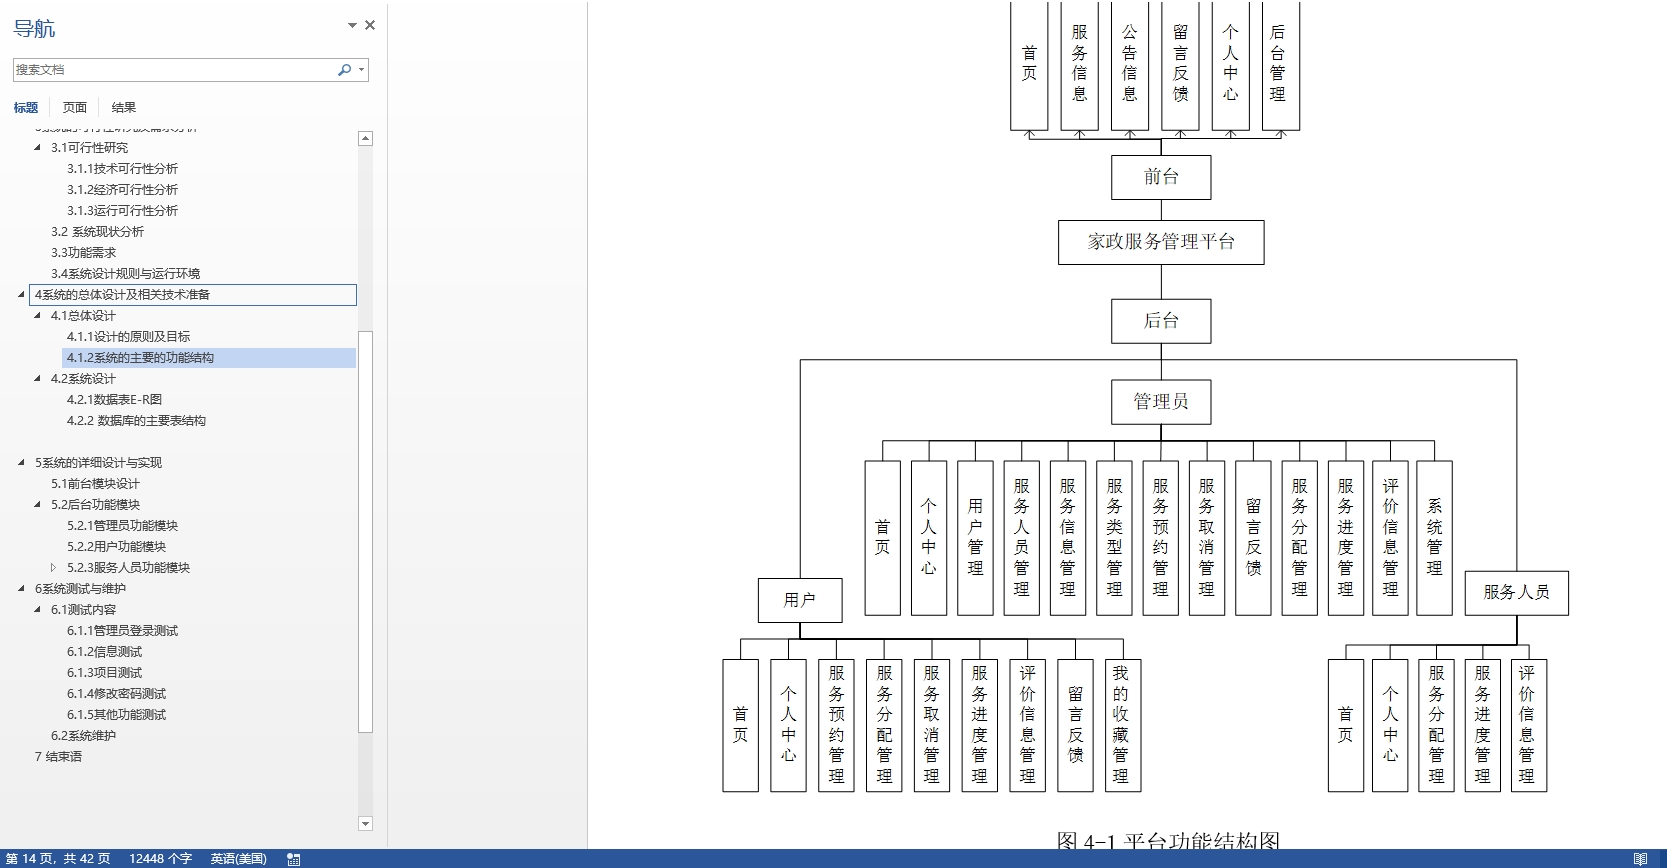 导航
搜索文档
标题 页面 结果
3系统的可行性研究及需求分析
3.1可行性研究
3.1.1技术可行性分析
3.1.2经济可行性分析
3.1.3运行可行性分析
3.2 系统现状分析
3.3功能需求
3.4系统设计规则与运行环境
4系统的总体设计及相关技术准备
4.1总体设计
4.1.1设计的原则及目标
4.1.2系统的主要的功能结构
4.2系统设计
4.2.1数据表E-R图
4.2.2 数据库的主要表结构
5系统的详细设计与实现
5.1前台模块设计
5.2后台功能模块
5.2.1管理员功能模块
5.2.2用户功能模块
5.2.3服务人员功能模块
6系统测试与维护
6.1测试内容
6.1.1管理员登录测试
6.1.2信息测试
6.1.3项目测试
6.1.4修改密码测试
6.1.5其他功能测试
6.2系统维护
7 结束语
首页
服务信息
公告信息
留言反馈
个人中心
后台管理
前台
家政服务管理平台
后台
管理员
首页
个人中心
用户管理
服务人员管理
服务信息管理
服务类型管理
服务预约管理
服务取消管理
留言反馈
服务分配管理
服务进度管理
评价信息管理
系统管理
用户
服务人员
首页
个人中心
服务预约管理
服务分配管理
服务取消管理
服务进度管理
评价信息管理
留言反馈
我的收藏管理
首页
个人中心
服务分配管理
服务进度管理
评价信息管理
图 4-1 平台功能结构图
第 14 页，共 42 页 12448 个字 英语(美国)